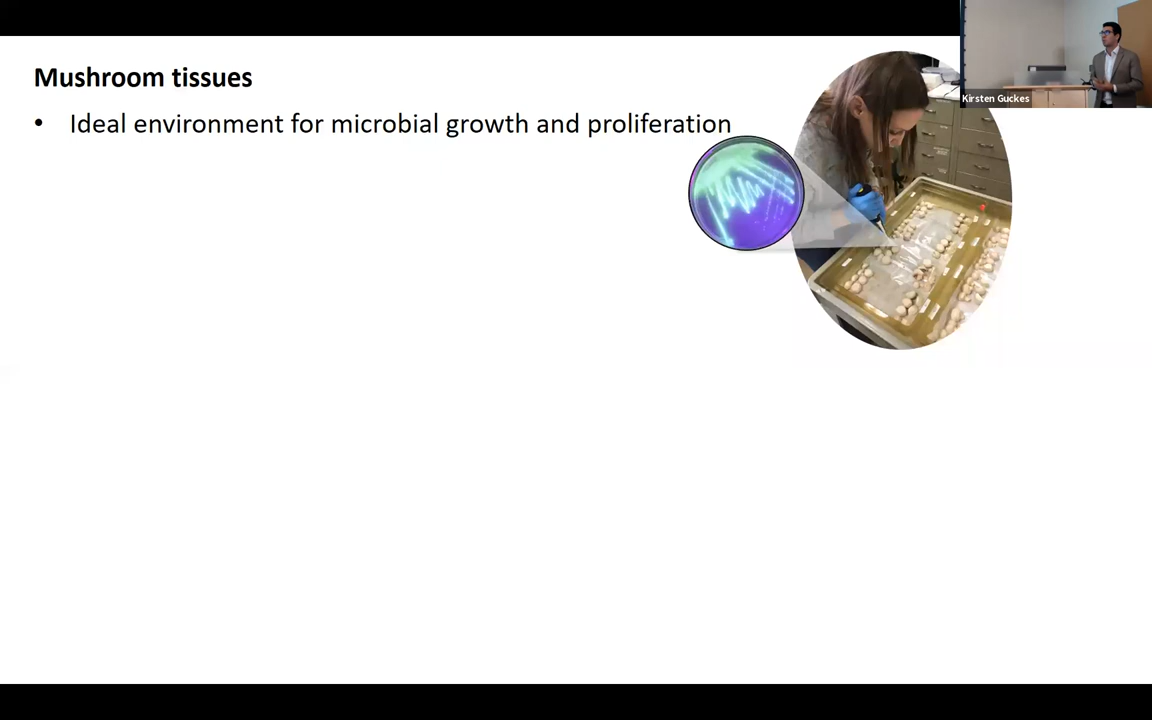 Mushroom tissues
• Ideal environment for microbial growth and proliferation
Kirsten Guckes